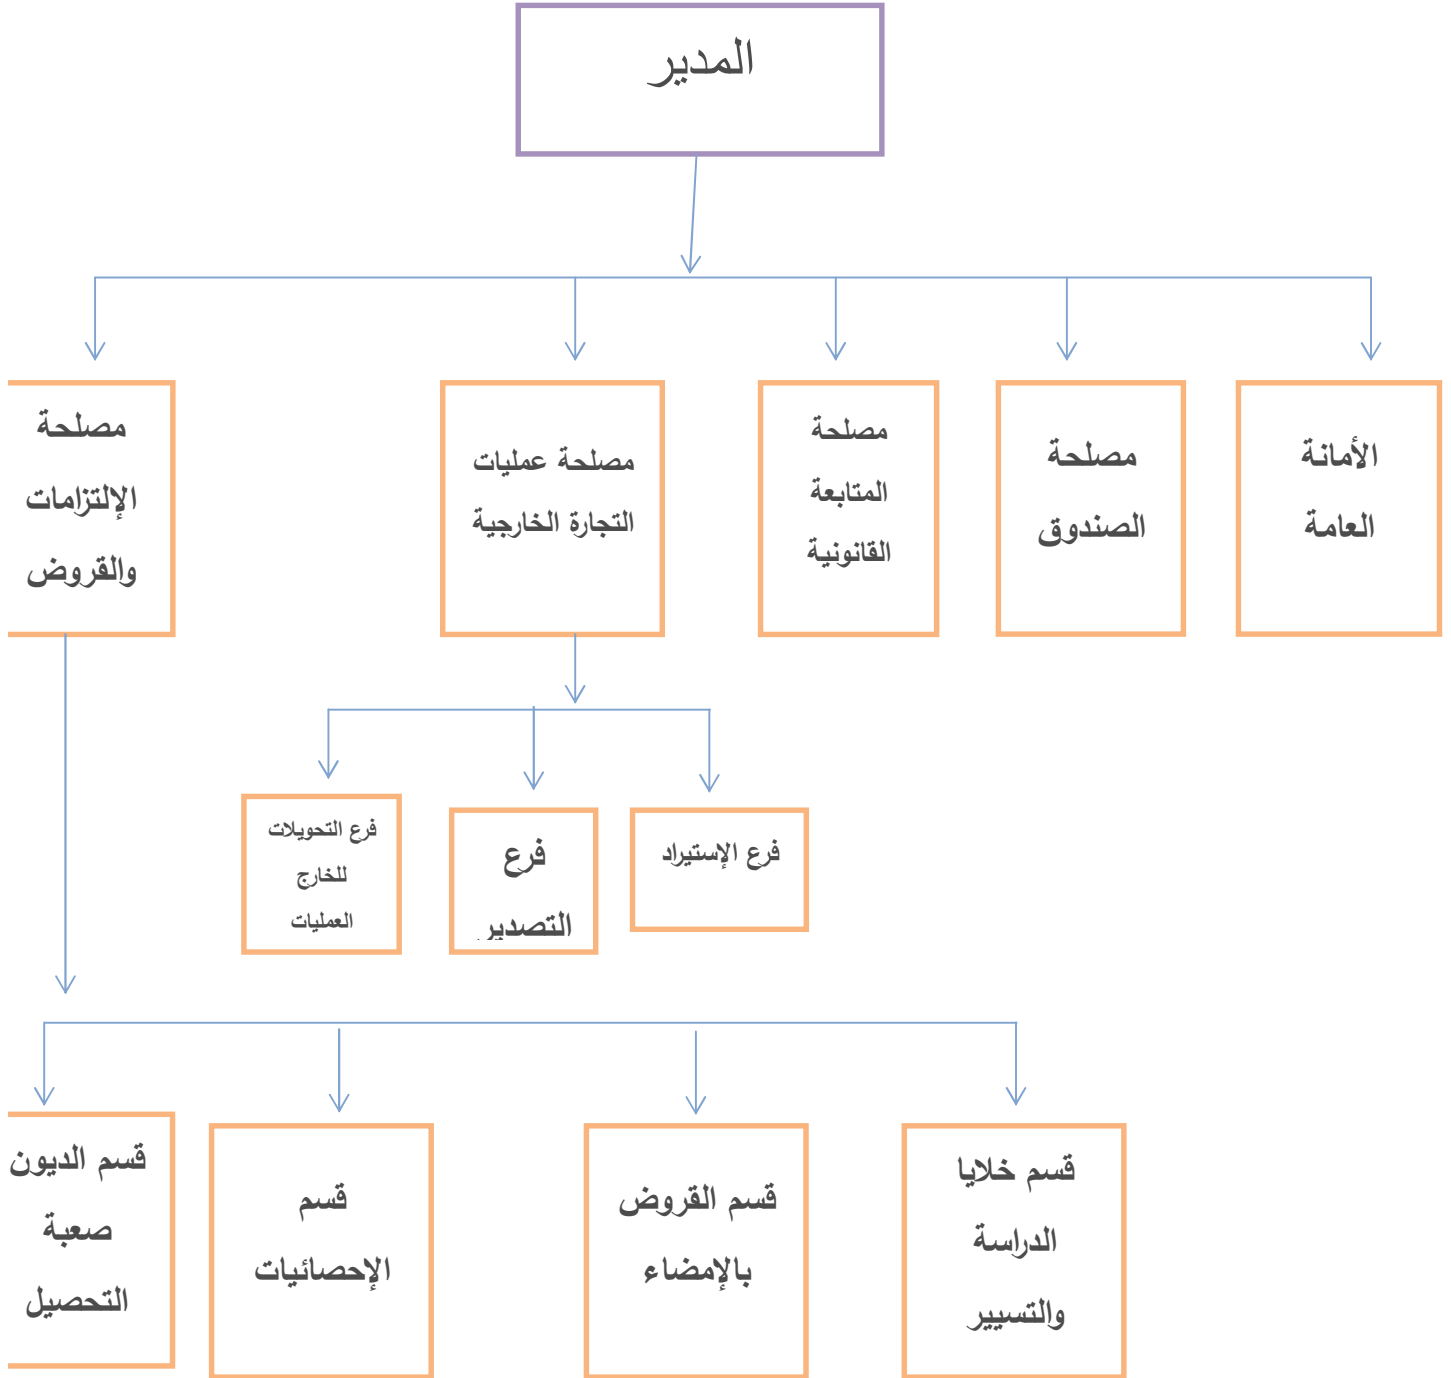 المدير
الأمانة
العامة
مصلحة
الصندوق
مصلحة
المتابعة
القانونية
مصلحة عمليات
التجارة الخارجية
مصلحة
الإلتزامات
والقروض
فرع الإستيراد
فرع
التصدير
فرع التحويلات
للخارج
العمليات
قسم خلايا
الدراسة
والتسيير
قسم القروض
بالإمضاء
قسم
الإحصائيات
قسم الديون
صعبة
التحصيل